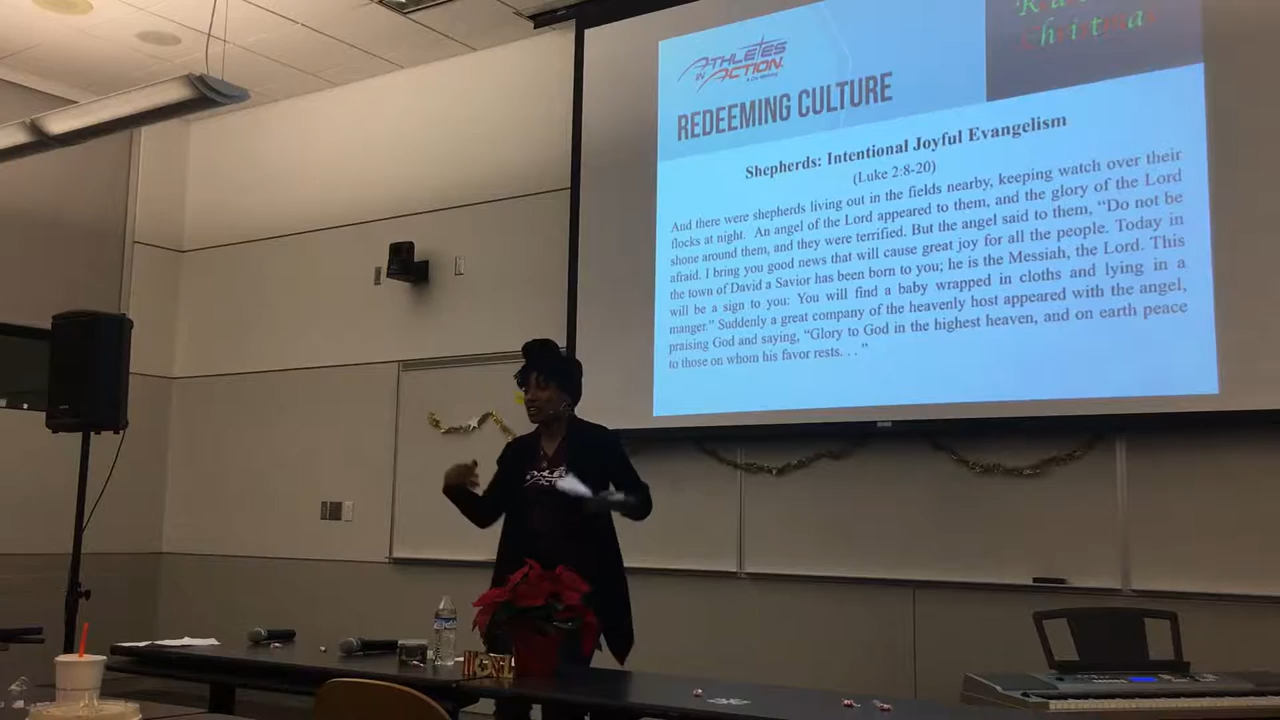 ATHLETES
IN ACTION
A Cru Ministry
Christmas
REDEEMING CULTURE
Shepherds: Intentional Joyful Evangelism
(Luke 2:8-20)
And there were shepherds living out in the fields nearby, keeping watch over their
flocks at night. An angel of the Lord appeared to them, and the glory of the Lord
shone around them, and they were terrified. But the angel said to them, “Do not be
afraid. I bring you good news that will cause great joy for all the people. Today in
the town of David a Savior has been born to you; he is the Messiah, the Lord. This
will be a sign to you: You will find a baby wrapped in cloths and lying in a
manger.” Suddenly a great company of the heavenly host appeared with the angel,
praising God and saying, “Glory to God in the highest heaven, and on earth peace
to those on whom his favor rests. . .”